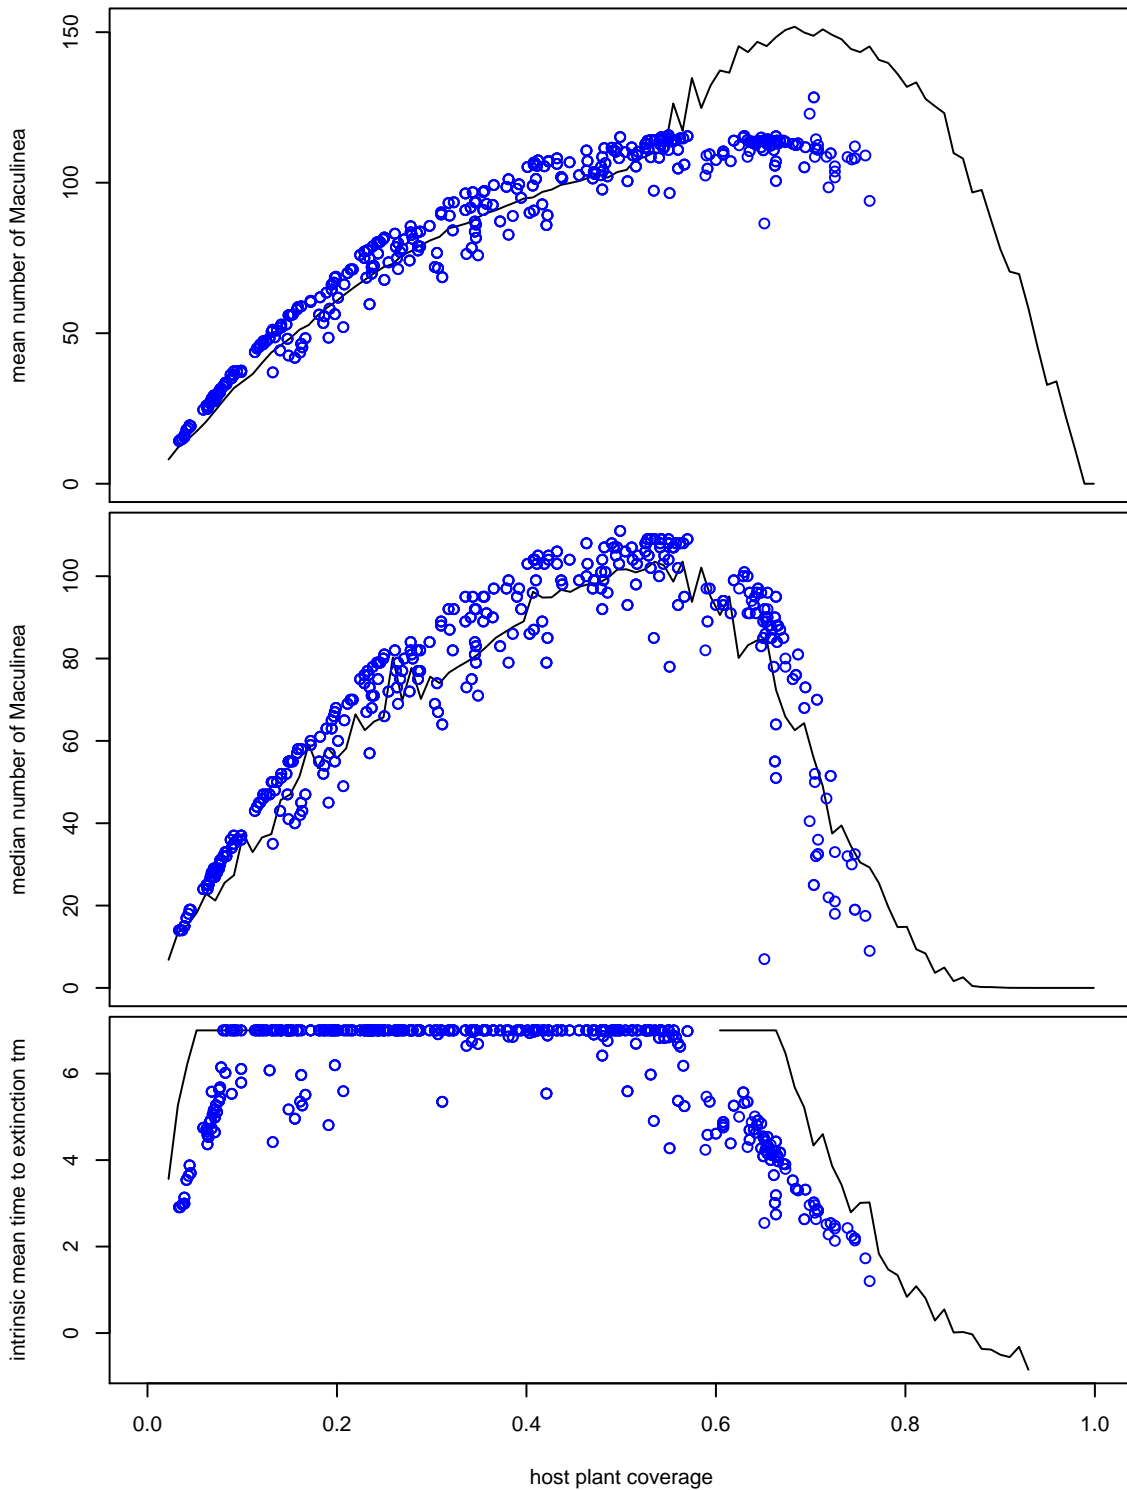 mean number of Maculinea
150
100
50
0
median number of Maculinea
100
80
60
40
20
0
intrinsic mean time to extinction tm
6
4
2
0
0.0 0.2 0.4 0.6 0.8 1.0
host plant coverage